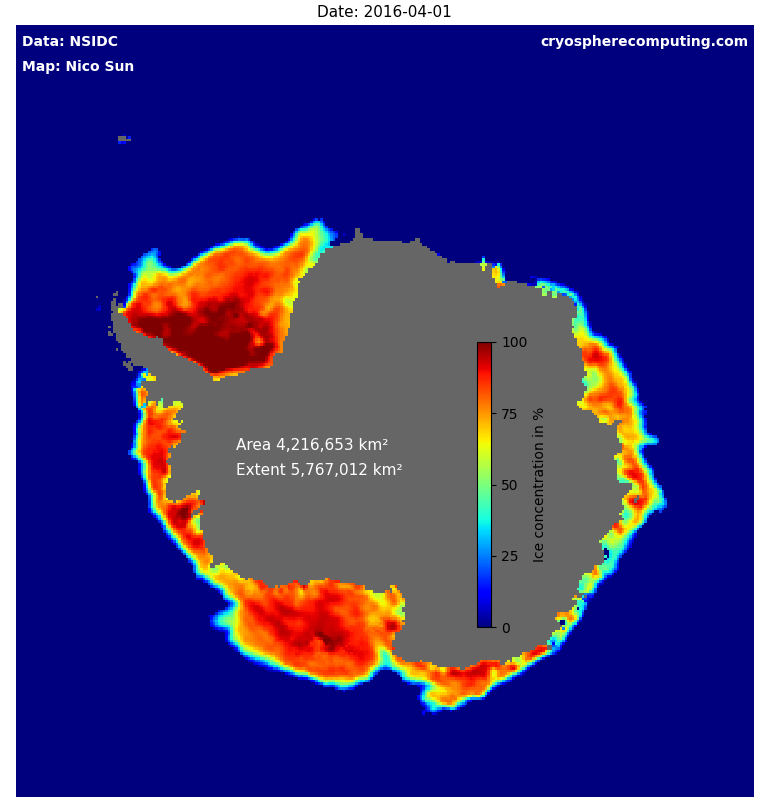 Date: 2016-04-01
Data: NSIDC
cryospherecomputing.com
Map: Nico Sun
100
75
Area 4,216,653 km²
Extent 5,767,012 km²
50
25
0
Ice concentration in %